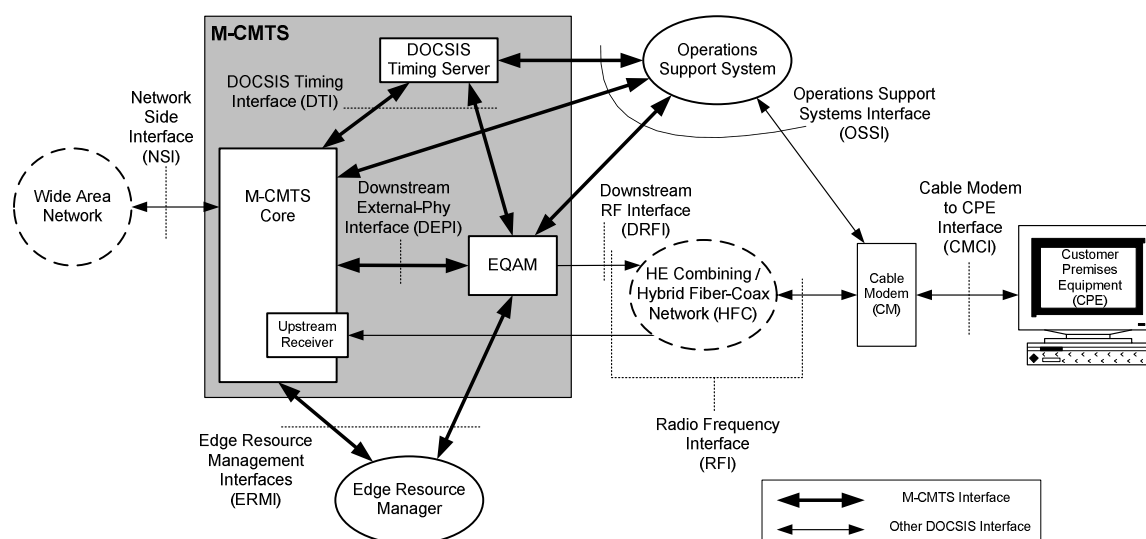 M-CMTS
DOCSIS
Timing Server
Operations
Support System
DOCSIS Timing
Interface (DTI)
Network
Side
Interface
(NSI)
Operations Support
Systems Interface
(OSSI)
Wide Area
Network
M-CMTS
Core
Downstream
External-Phy
Interface (DEPI)
Downstream
RF Interface
(DRFI)
Cable Modem
to CPE
Interface
(CMCI)
EQAM
HE Combining /
Hybrid Fiber-Coax
Network (HFC)
Cable
Modem
(CM)
Customer
Premises
Equipment
(CPE)
Upstream
Receiver
Edge Resource
Management
Interfaces
(ERMI)
Radio Frequency
Interface
(RFI)
Edge Resource
Manager
M-CMTS Interface
Other DOCSIS Interface